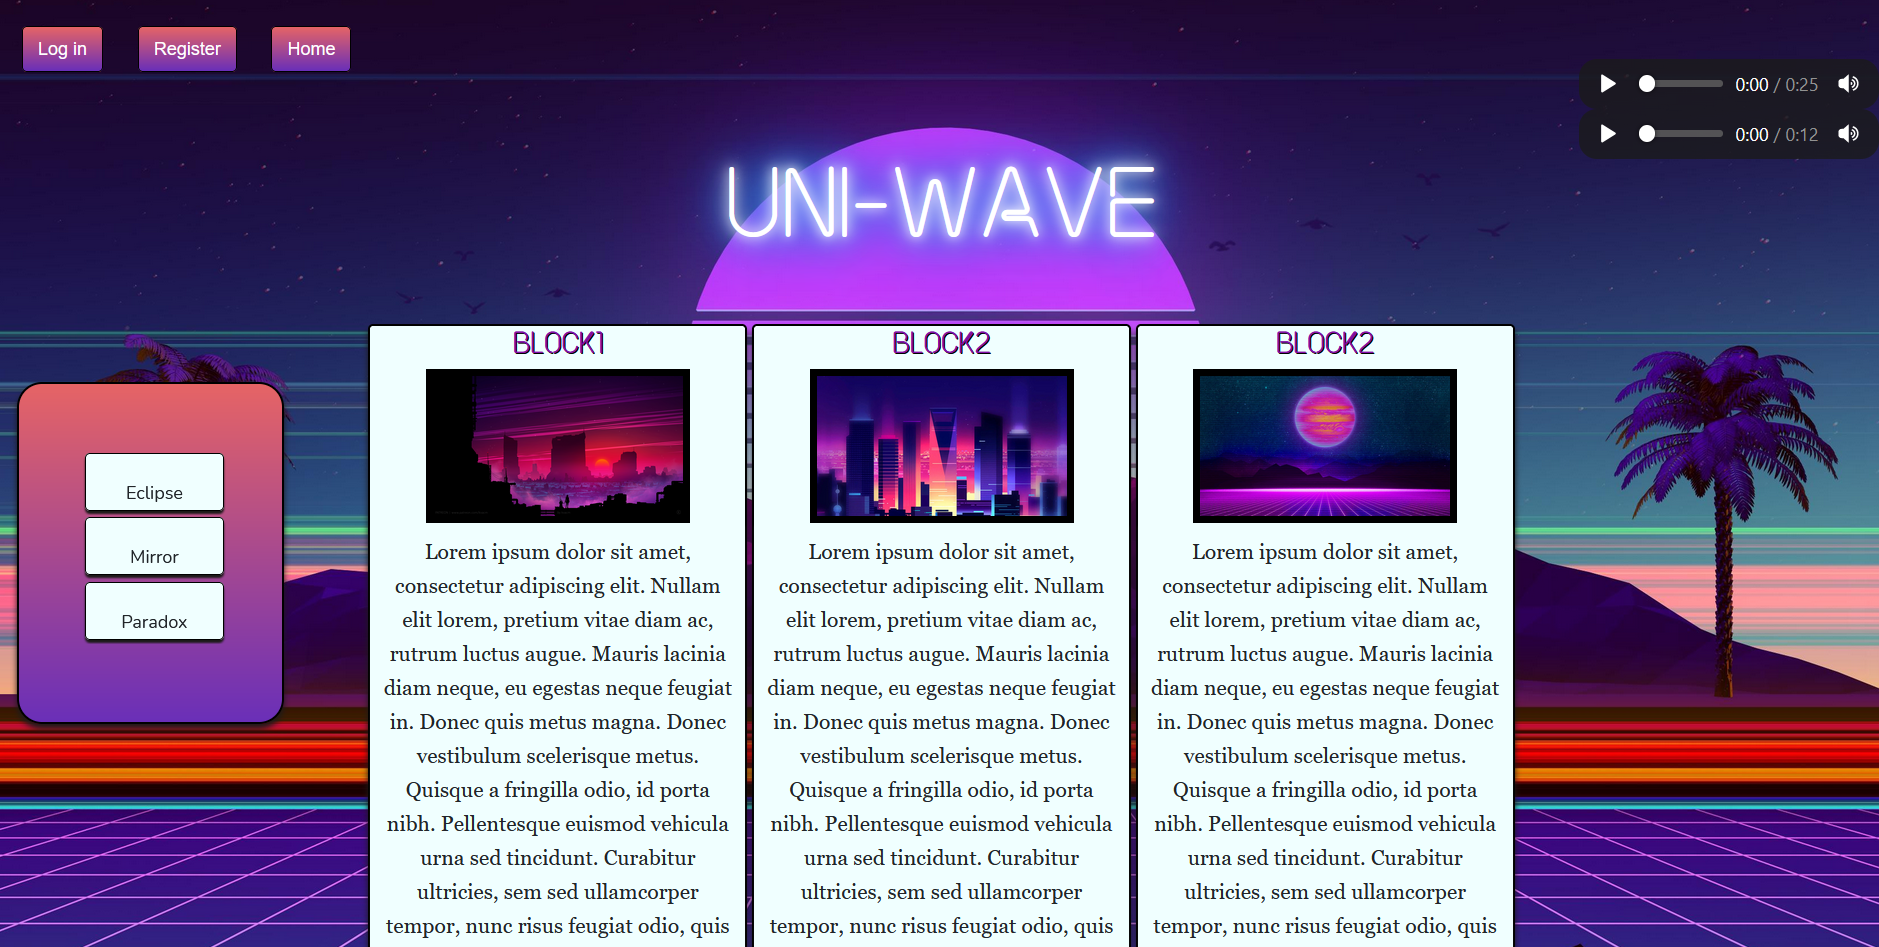 Log in
Register
Home
0:00 / 0:25
0:00 / 0:12
UNI-WAVE
Eclipse
Mirror
Paradox
BLOCK1
Lorem ipsum dolor sit amet,
consectetur adipiscing elit. Nullam
elit lorem, pretium vitae diam ac,
rutrum luctus augue. Mauris lacinia
diam neque, eu egestas neque feugiat
in. Donec quis metus magna. Donec
vestibulum scelerisque metus.
Quisque a fringilla odio, id porta
nibh. Pellentesque euismod vehicula
urna sed tincidunt. Curabitur
ultricies, sem sed ullamcorper
tempor, nunc risus feugiat odio, quis
BLOCK2
Lorem ipsum dolor sit amet,
consectetur adipiscing elit. Nullam
elit lorem, pretium vitae diam ac,
rutrum luctus augue. Mauris lacinia
diam neque, eu egestas neque feugiat
in. Donec quis metus magna. Donec
vestibulum scelerisque metus.
Quisque a fringilla odio, id porta
nibh. Pellentesque euismod vehicula
urna sed tincidunt. Curabitur
ultricies, sem sed ullamcorper
tempor, nunc risus feugiat odio, quis
BLOCK2
Lorem ipsum dolor sit amet,
consectetur adipiscing elit. Nullam
elit lorem, pretium vitae diam ac,
rutrum luctus augue. Mauris lacinia
diam neque, eu egestas neque feugiat
in. Donec quis metus magna. Donec
vestibulum scelerisque metus.
Quisque a fringilla odio, id porta
nibh. Pellentesque euismod vehicula
urna sed tincidunt. Curabitur
ultricies, sem sed ullamcorper
tempor, nunc risus feugiat odio, quis